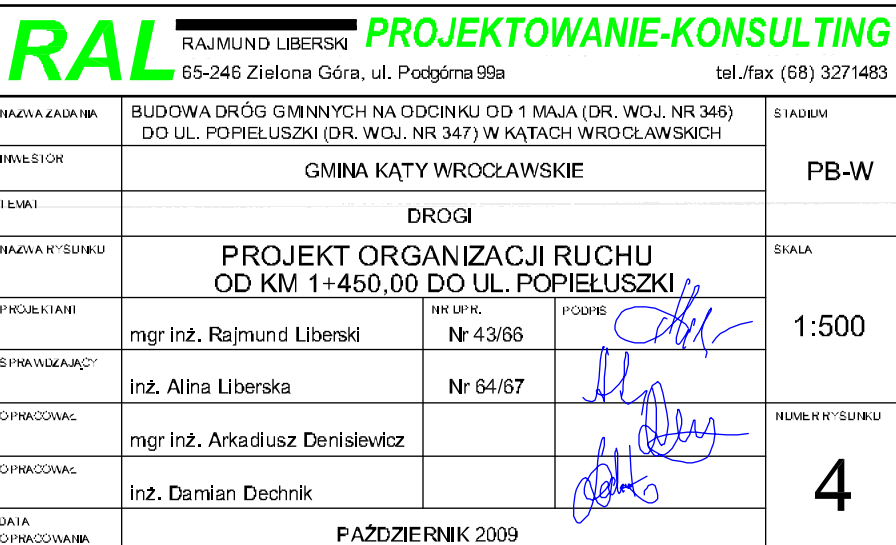 RAL RAJMUND LIBERSKI PROJEKTOWANIE-KONSULTING
65-246 Zielona Góra, ul. Podgórna 99a tel./fax (68) 3271483
NAZWA ZADANIA
BUDOWA DRÓG GMINNYCH NA ODCINKU OD 1 MAJA (DR. WOJ. NR 346)
DO UL. POPIEŁUSZKI (DR. WOJ. NR 347) W KĄTACH WROCŁAWSKICH
STADIUM
PB-W
INWESTOR
GMINA KĄTY WROCŁAWSKIE
TEMAT
DROGI
NAZWA RYSUNKU
PROJEKT ORGANIZACJI RUCHU
OD KM 1+450,00 DO UL. POPIEŁUSZKI
SKALA
1:500
PROJEKTANT
mgr inż. Rajmund Liberski
NR UPR.
Nr 43/66
PODPIS
SPRAWDZAJĄCY
inż. Alina Liberska
Nr 64/67
OPRACOWAŁ
mgr inż. Arkadiusz Denisiewicz
NUMER RYSUNKU
4
OPRACOWAŁ
inż. Damian Dechnik
DATA
OPRACOWANIA
PAŹDZIERNIK 2009